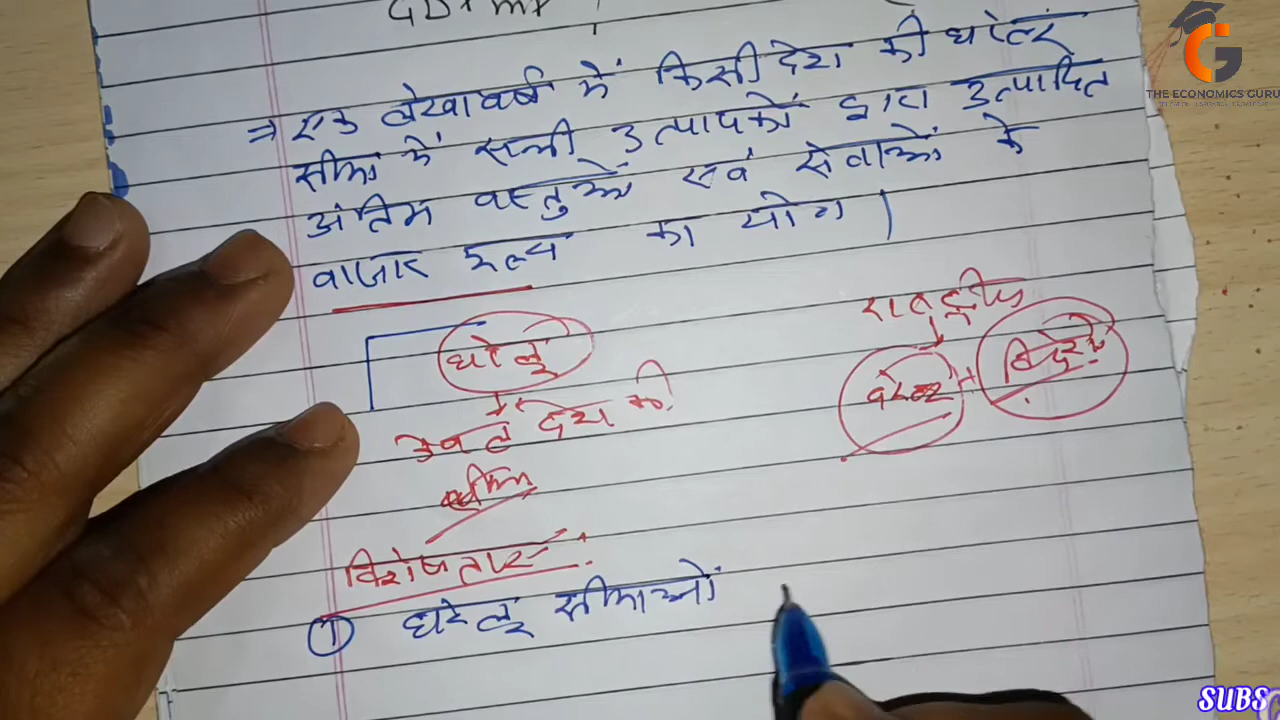 GDPmp
⇒ एक लेखा वर्ष में किसी देश की घरेलू
सीमा में सभी उत्पादकों द्वारा उत्पादित
अंतिम वस्तुओं एवं सेवाओं के
बाजार मूल्य का योग।
घरेलू
केवल देश की
सीमा
राष्ट्रीय
घरेलू + विदेशी
विशेषताएं :-
① घरेलू सीमाओं
G
THE ECONOMICS GURU
SUBS